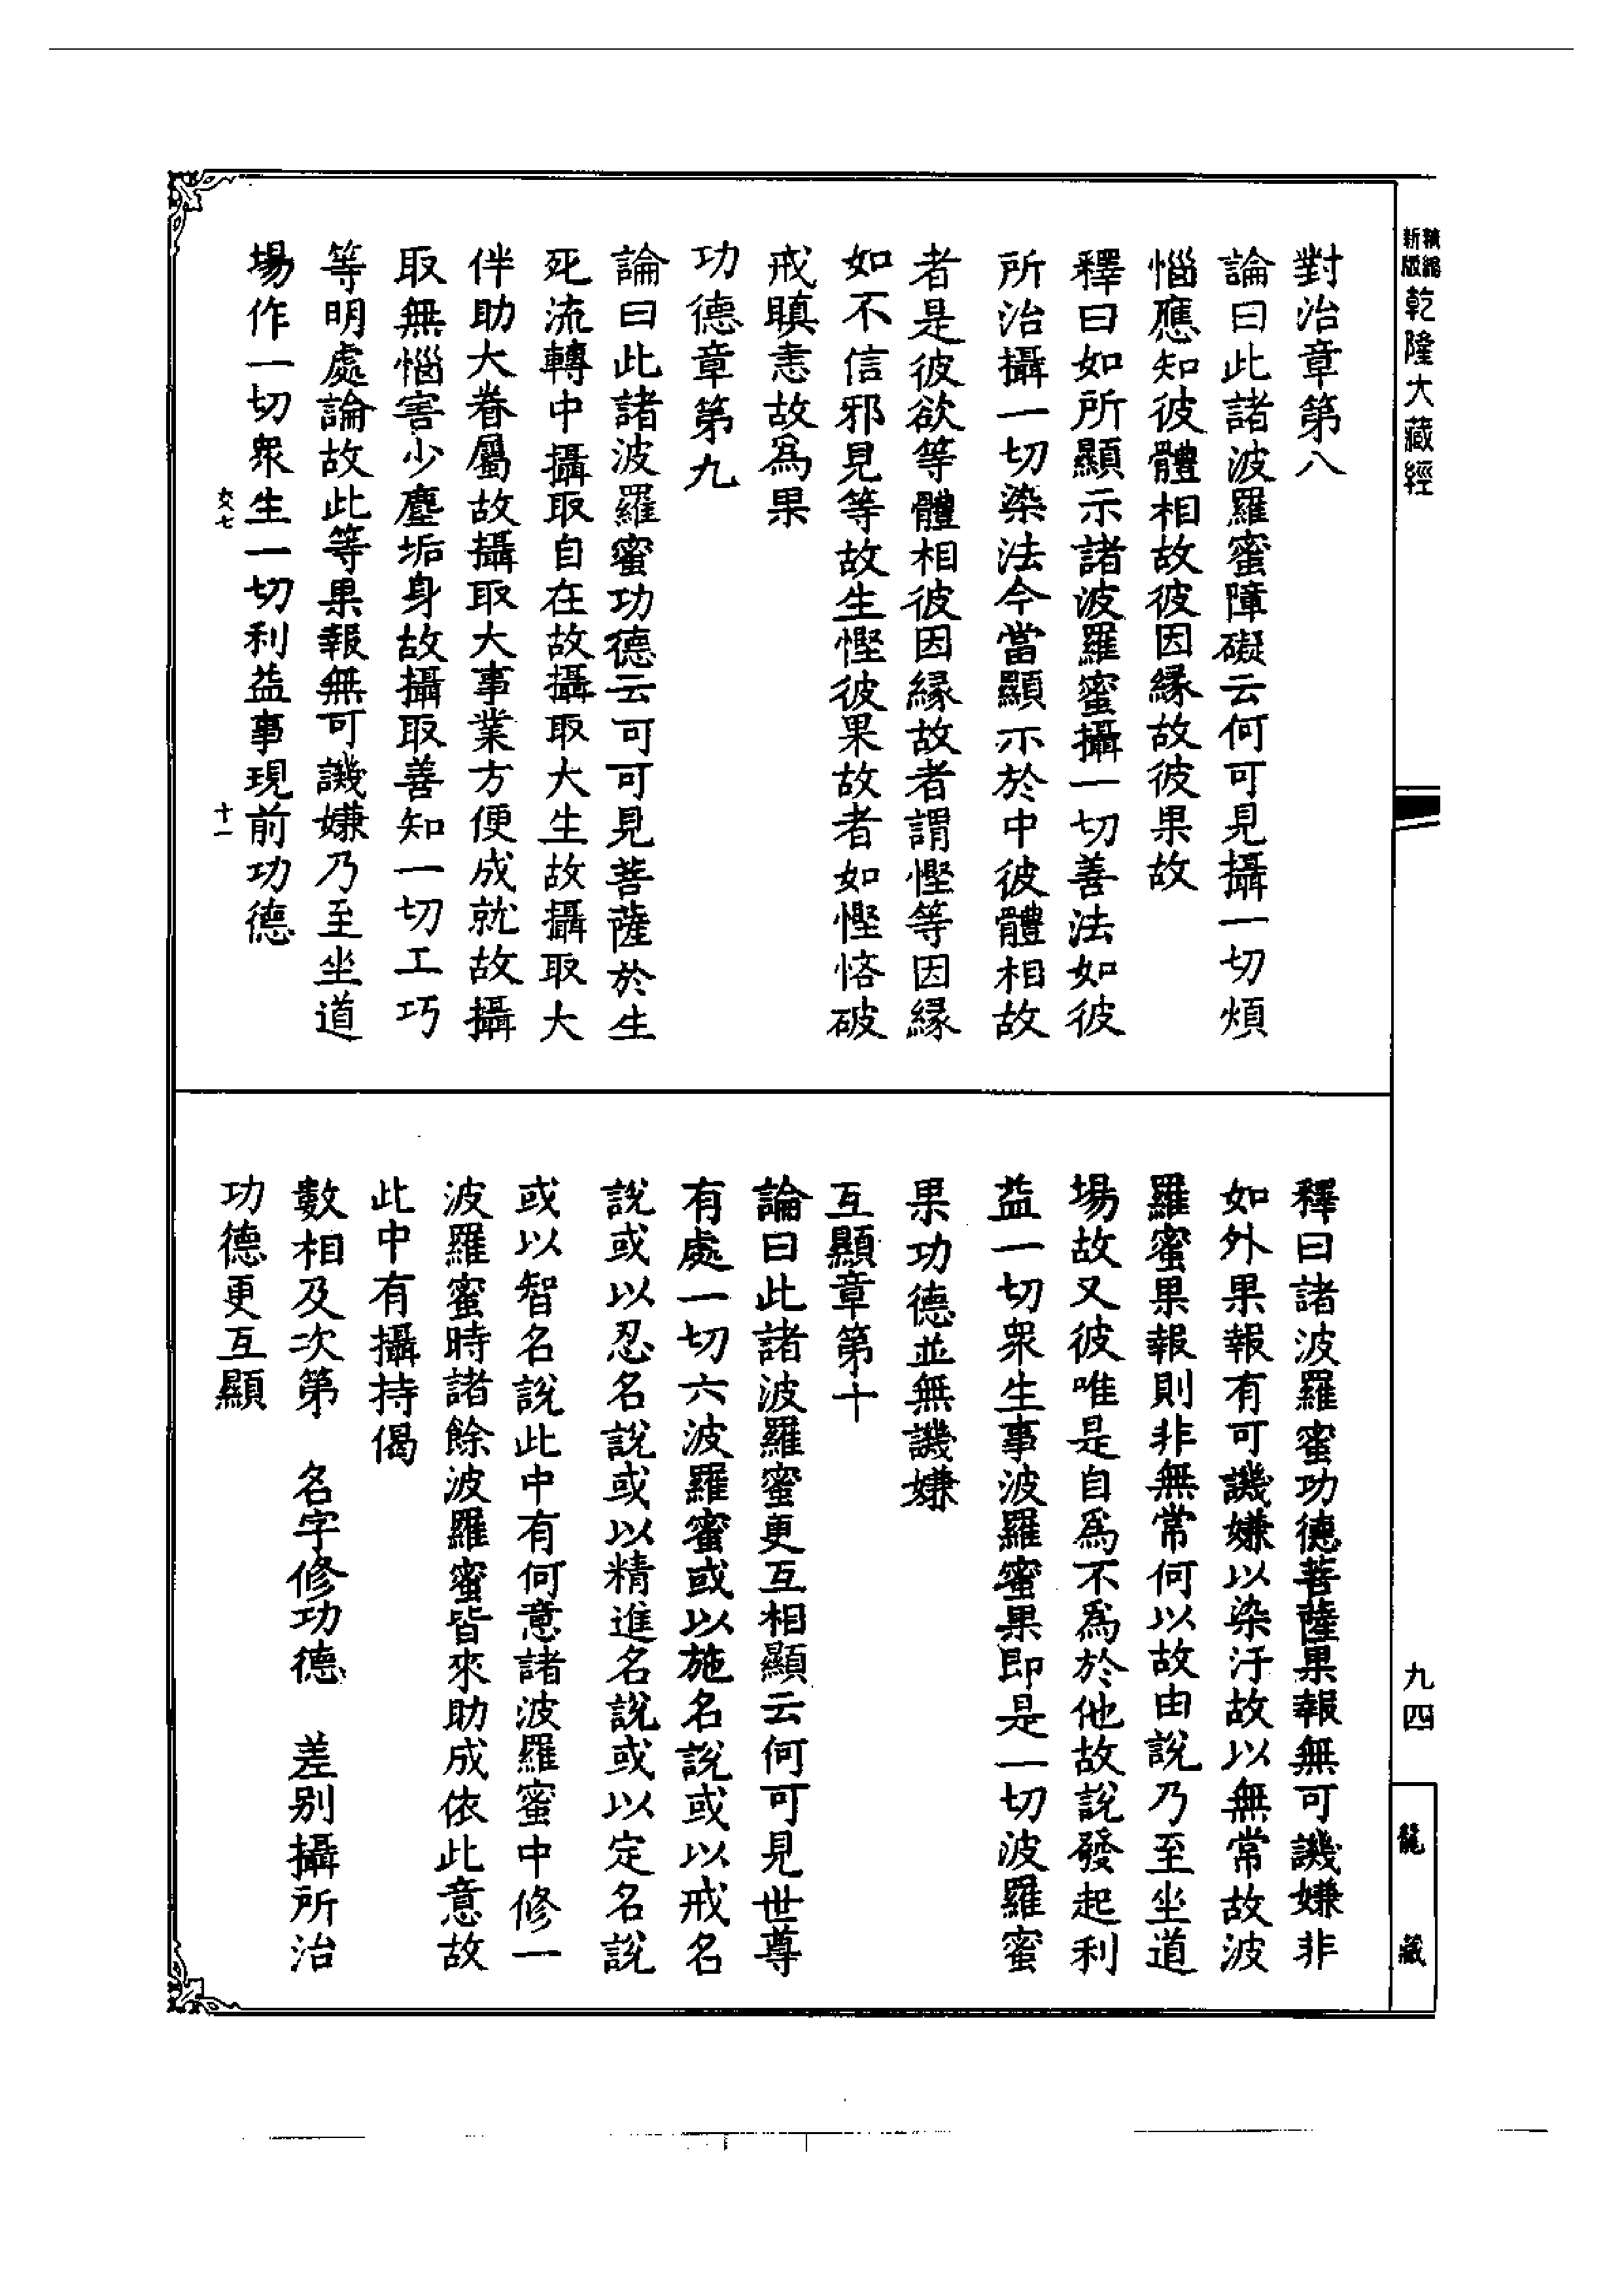 精縮新版乾隆大藏經
九四
龍藏
對治章第八
論曰此諸波羅蜜障礙云何可見攝一切煩
惱應知彼體相故彼因緣故彼果故
釋曰如所顯示諸波羅蜜攝一切善法如彼
所治攝一切染法今當顯示於中彼體相故
者是彼欲等體相彼因緣故者謂慳等因緣
如不信邪見等故生慳彼果故者如慳悋破
戒瞋恚故爲果
功德章第九
論曰此諸波羅蜜功德云可可見菩薩於生
死流轉中攝取自在故攝取大生故攝取大
伴助大眷屬故攝取大事業方便成就故攝
取無惱害少塵垢身故攝取善知一切工巧
等明處論故此等果報無可譏嫌乃至坐道
場作一切衆生一切利益事現前功德
十一
釋曰諸波羅蜜功德菩薩果報無可譏嫌非
如外果報有可譏嫌以染汙故以無常故波
羅蜜果報則非無常何以故由說乃至坐道
場故又彼唯是自爲不爲於他故說發起利
益一切衆生事波羅蜜果即是一切波羅蜜
果功德並無譏嫌
互顯章第十
論曰此諸波羅蜜更互相顯云何可見世尊
有處一切六波羅蜜或以施名說或以戒名
說或以忍名說或以精進名說或以定名說
或以智名說此中有何意諸波羅蜜中修一
波羅蜜時諸餘波羅蜜皆來助成依此意故
此中有攝持偈
數相及次第　名字修功德　差別攝所治
功德更互顯